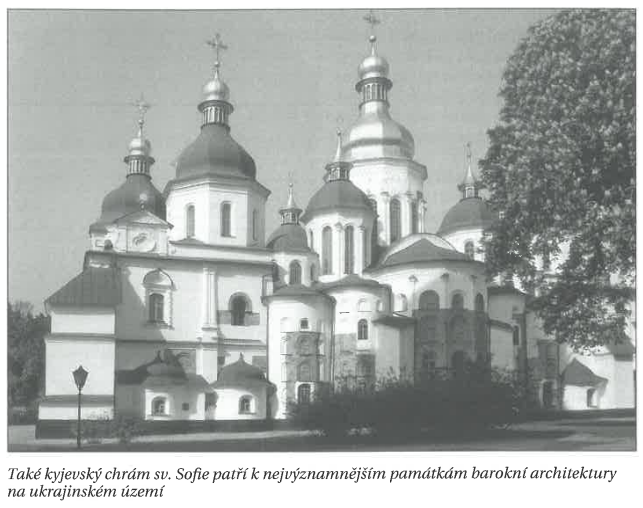 Také kyjevský chrám sv. Sofie patří k nejvýznamnějším památkám barokní architektury
na ukrajinském území